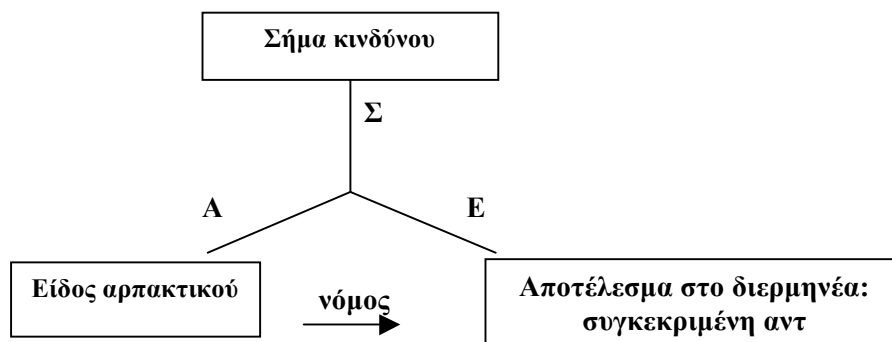 Σήμα κινδύνου
Σ
Α
Ε
Είδος αρπακτικού
νόμος
Αποτέλεσμα στο διερμηνέα:
συγκεκριμένη αντ